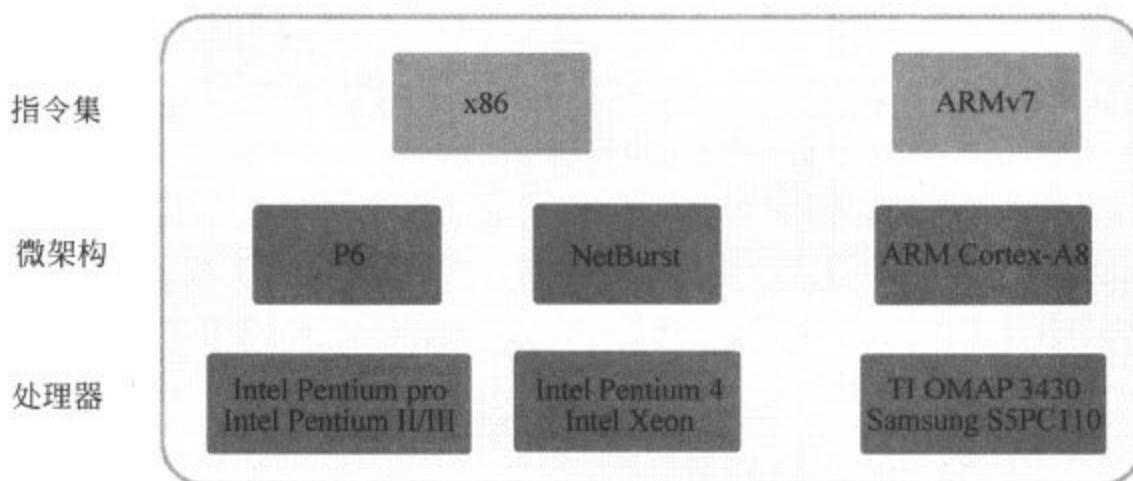 指令集
x86
ARMv7
微架构
P6
NetBurst
ARM Cortex-A8
处理器
Intel Pentium pro
Intel Pentium II/III
Intel Pentium 4
Intel Xeon
TI OMAP 3430
Samsung S5PC110